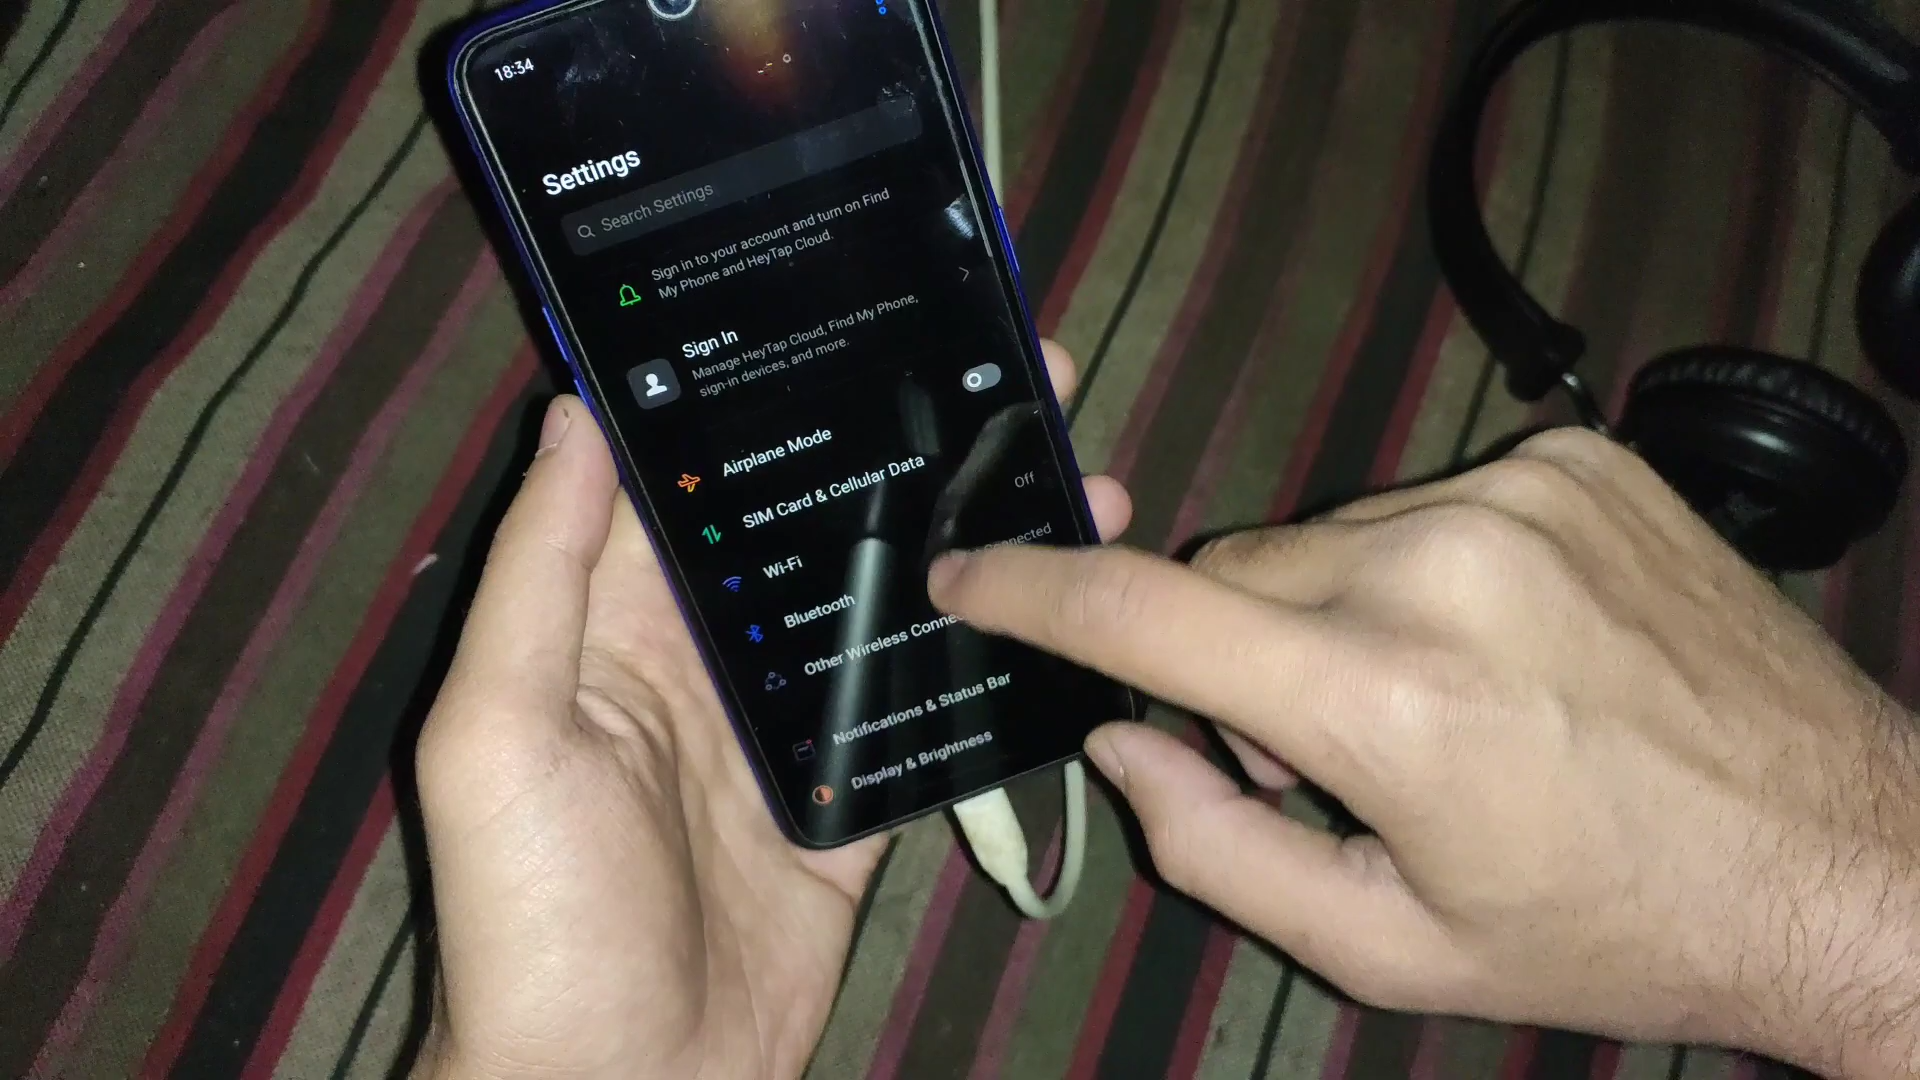 18:34
Settings
Search Settings
Sign in to your account and turn on Find
My Phone and HeyTap Cloud.
Sign In
Manage HeyTap Cloud, Find My Phone,
sign-in devices, and more.
Airplane Mode
SIM Card & Cellular Data
Wi-Fi
Off
Bluetooth
Other Wireless
Notifications & Status Bar
Display & Brightness